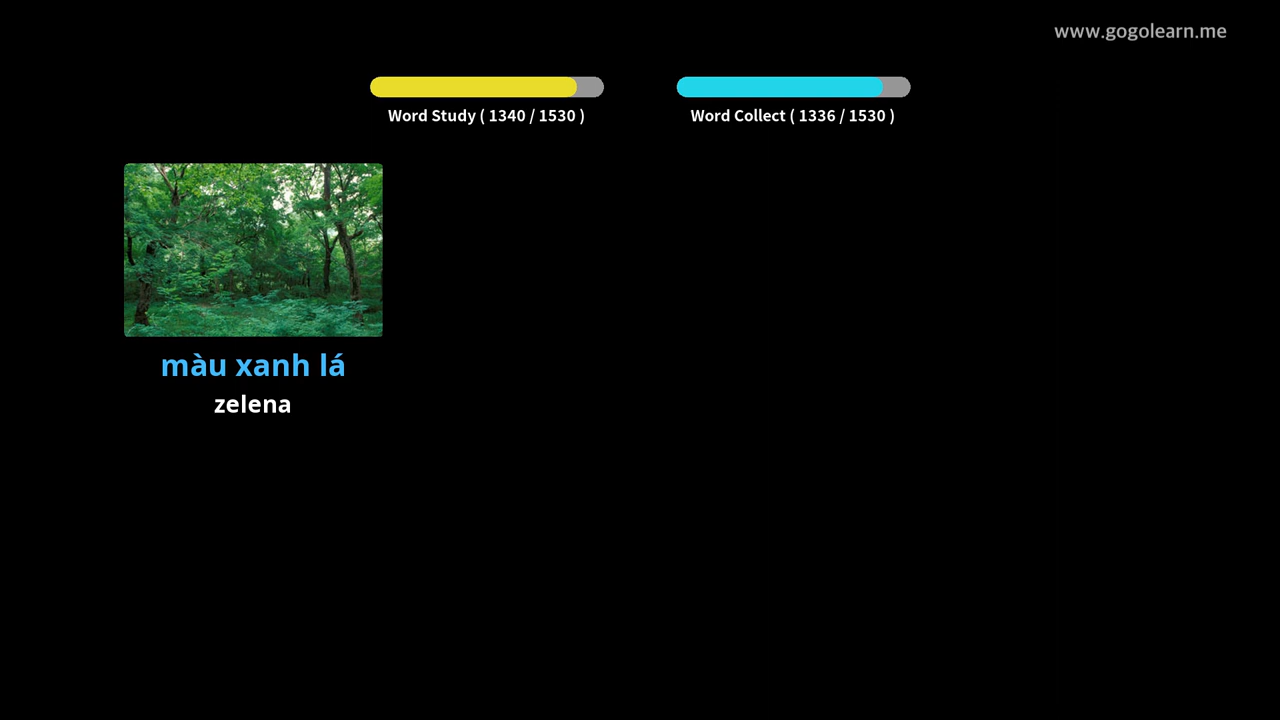 www.gogolearn.me
Word Study ( 1340 / 1530 )
Word Collect ( 1336 / 1530 )
màu xanh lá
zelena